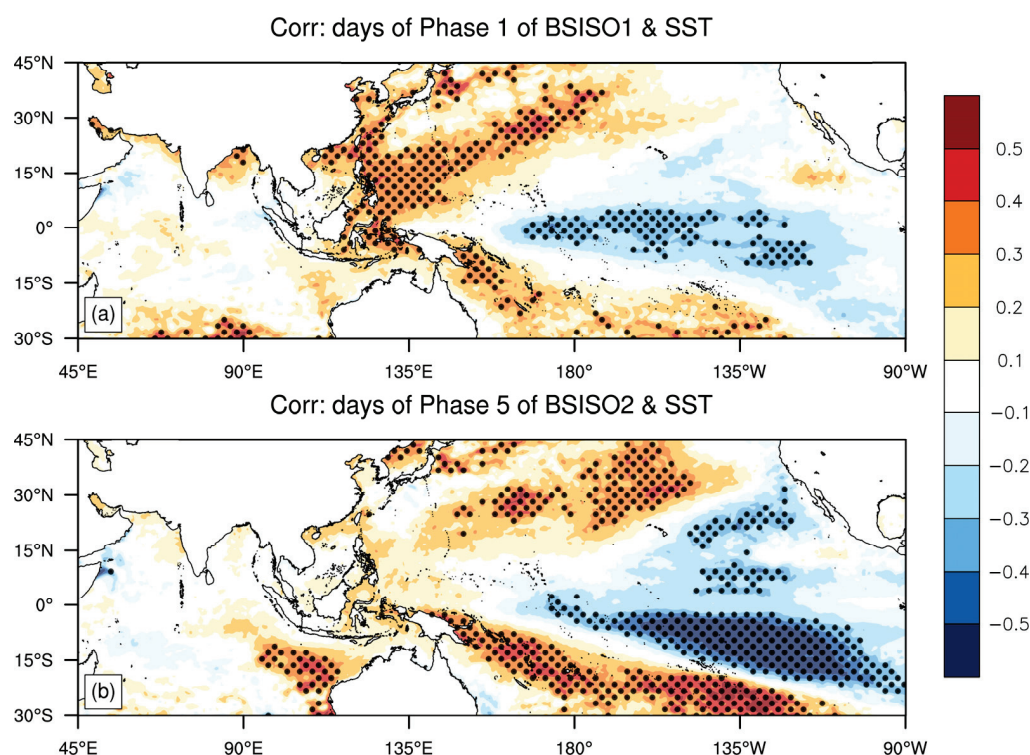 Corr: days of Phase 1 of BSISO1 & SST
45°N
30°N
15°N
0°
15°S
30°S
(a)
45°E 90°E 135°E 180° 135°W 90°W
Corr: days of Phase 5 of BSISO2 & SST
45°N
30°N
15°N
0°
15°S
30°S
(b)
45°E 90°E 135°E 180° 135°W 90°W
0.5
0.4
0.3
0.2
0.1
−0.1
−0.2
−0.3
−0.4
−0.5